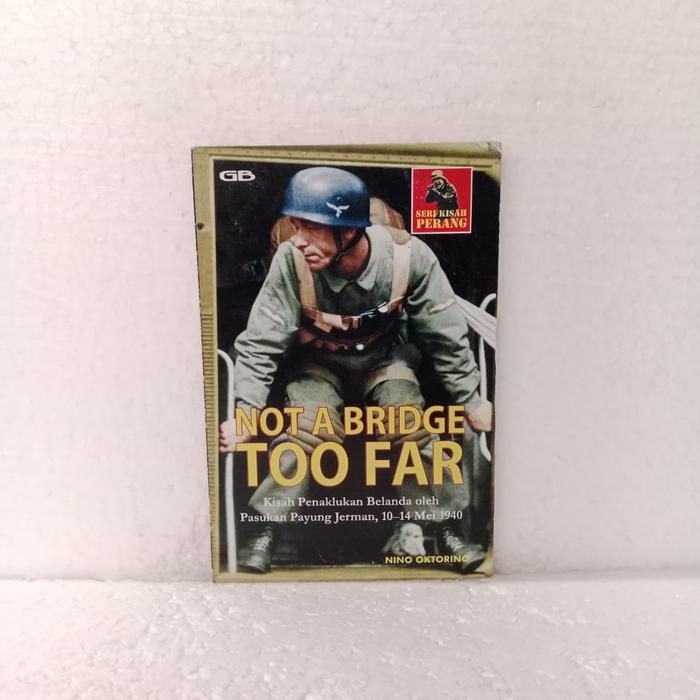 GB
SERI KISAH
PERANG
NOT A BRIDGE
TOO FAR
Kisah Penaklukan Belanda oleh
Pasukan Payung Jerman, 10–14 Mei 1940
NINO OKTORINO